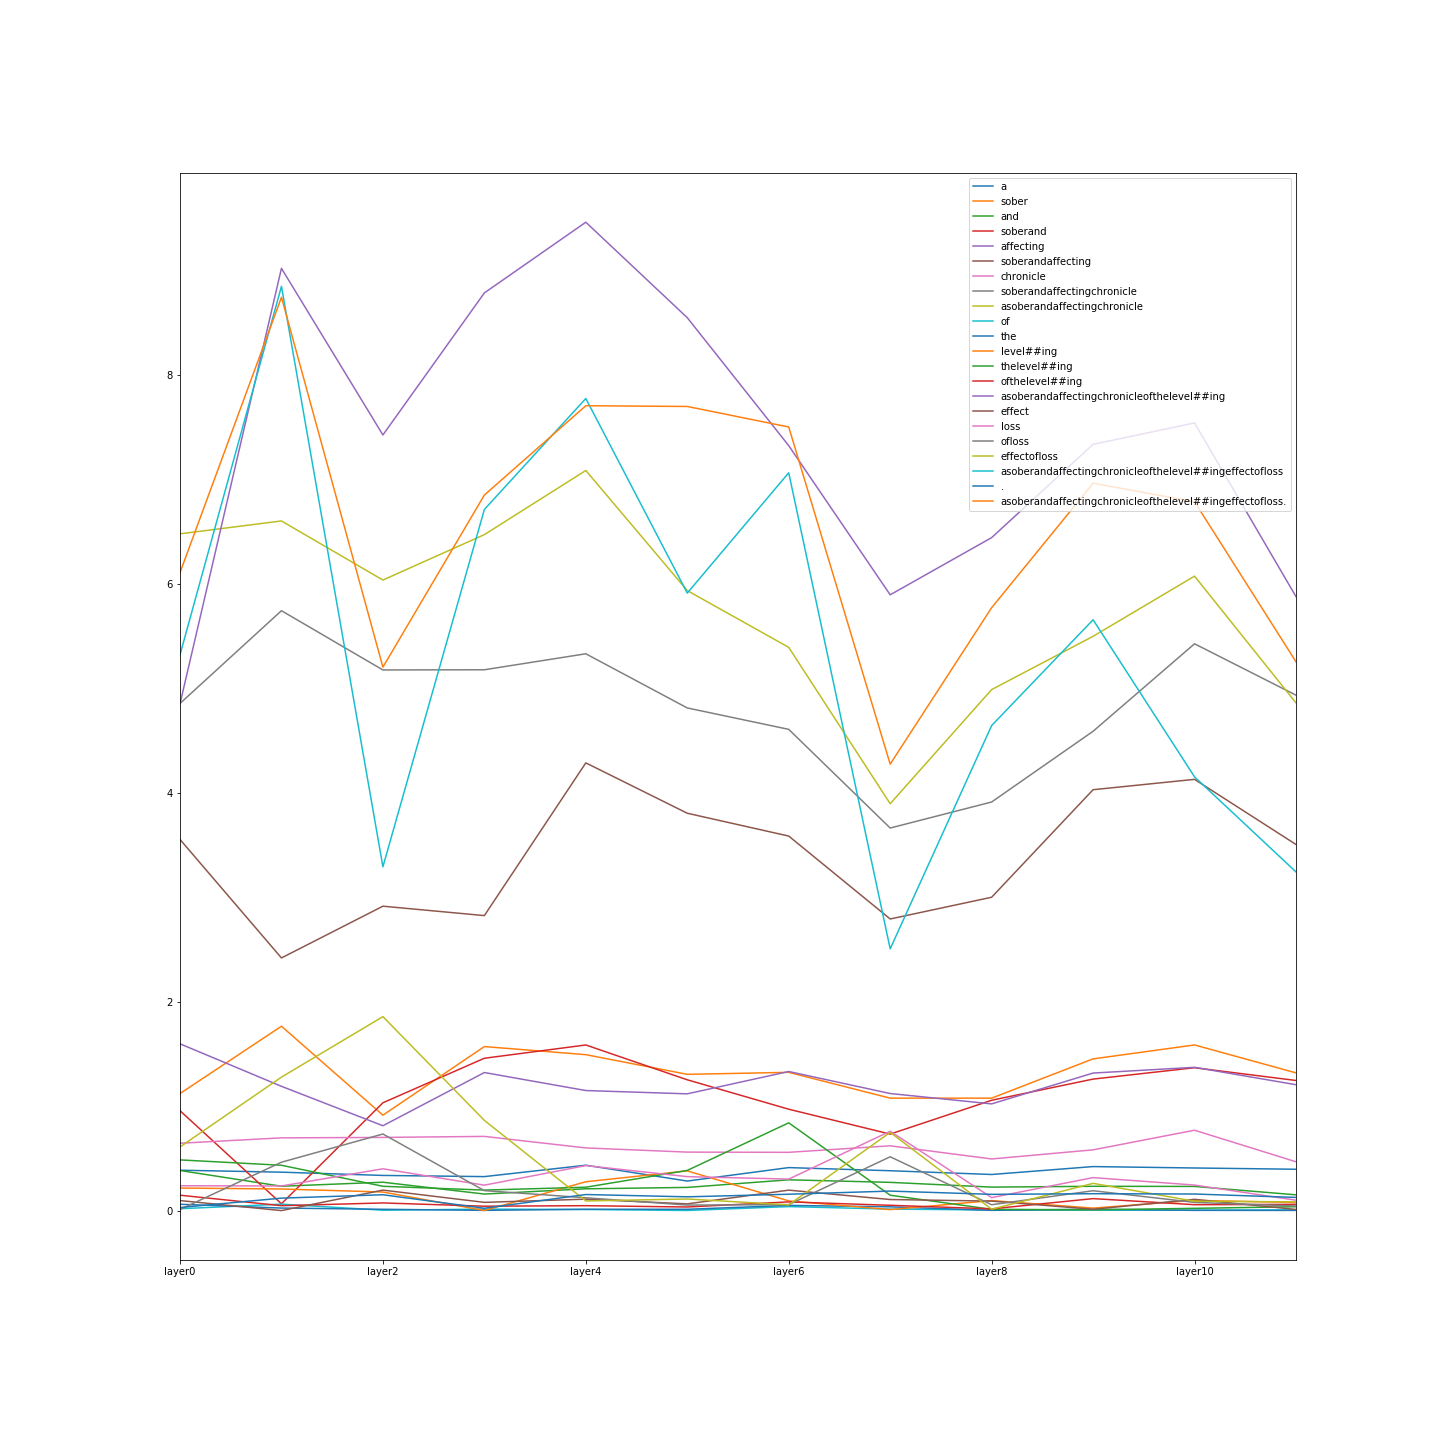 a
sober
and
soberand
affecting
soberandaffecting
chronicle
soberandaffectingchronicle
asoberandaffectingchronicle
of
the
level##ing
thelevel##ing
ofthelevel##ing
asoberandaffectingchronicleofthelevel##ing
effect
loss
ofloss
effectofloss
asoberandaffectingchronicleofthelevel##ingeffectofloss
.
asoberandaffectingchronicleofthelevel##ingeffectofloss.
8
6
4
2
0
layer0 layer2 layer4 layer6 layer8 layer10